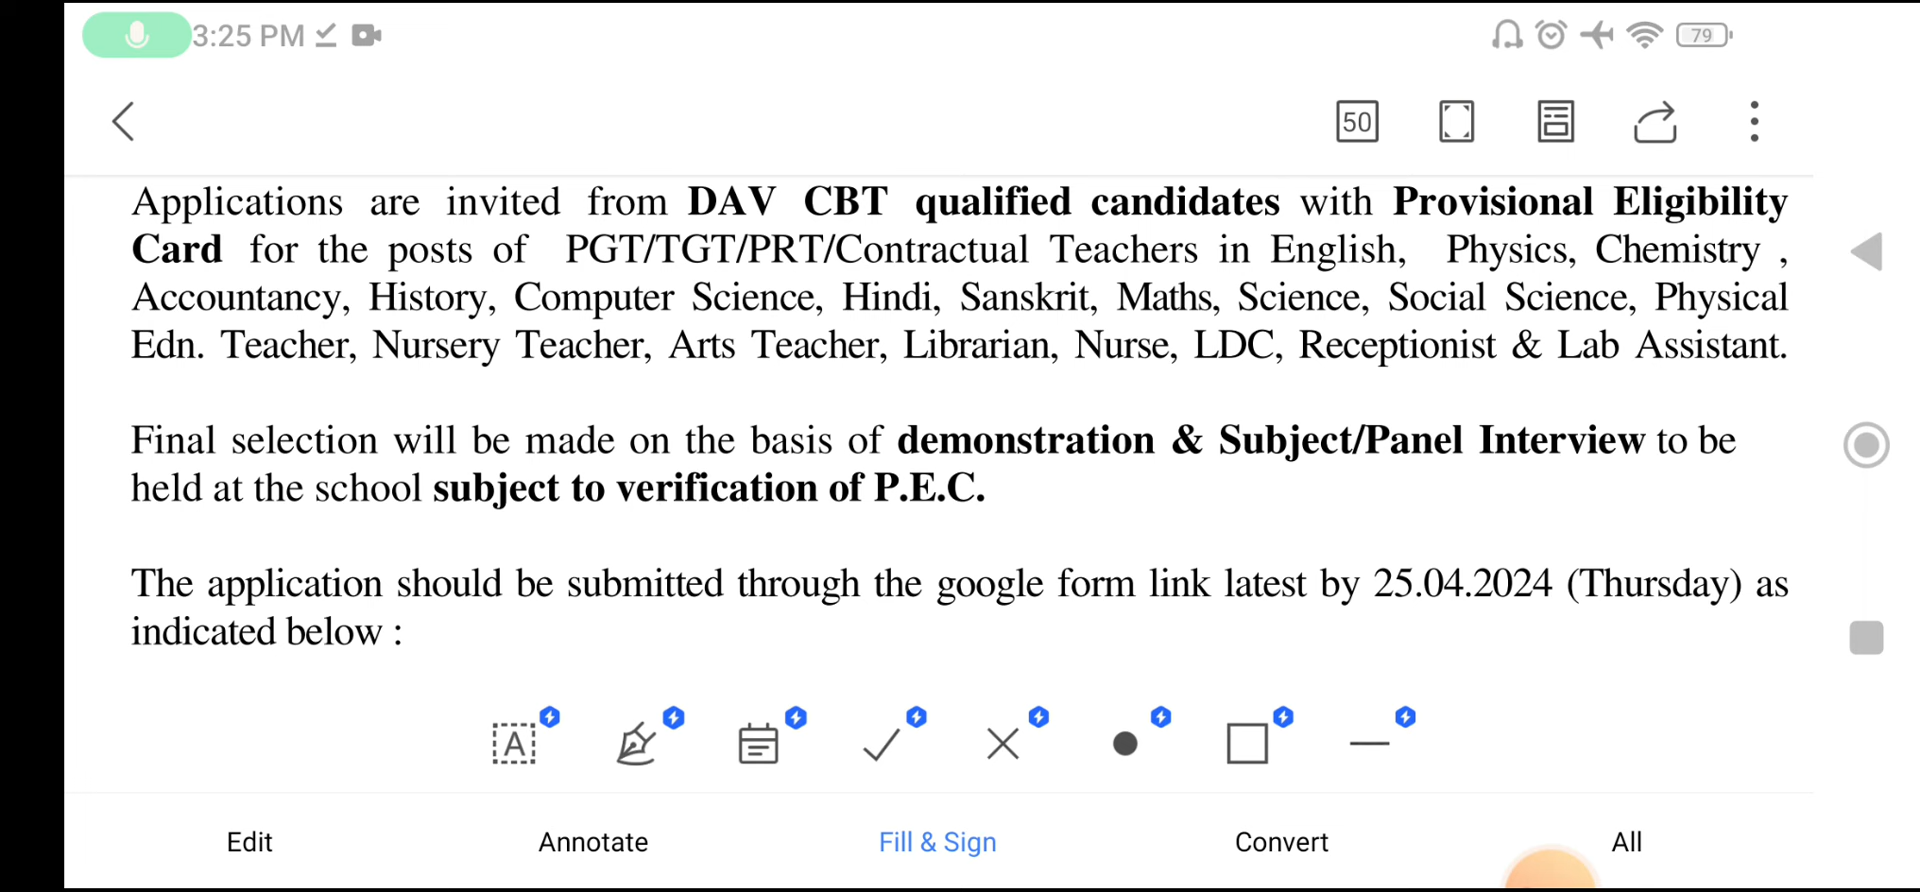 3:25 PM
79
50
Applications are invited from DAV CBT qualified candidates with Provisional Eligibility
Card for the posts of PGT/TGT/PRT/Contractual Teachers in English, Physics, Chemistry ,
Accountancy, History, Computer Science, Hindi, Sanskrit, Maths, Science, Social Science, Physical
Edn. Teacher, Nursery Teacher, Arts Teacher, Librarian, Nurse, LDC, Receptionist & Lab Assistant.
Final selection will be made on the basis of demonstration & Subject/Panel Interview to be
held at the school subject to verification of P.E.C.
The application should be submitted through the google form link latest by 25.04.2024 (Thursday) as
indicated below :
A
Edit Annotate Fill & Sign Convert All